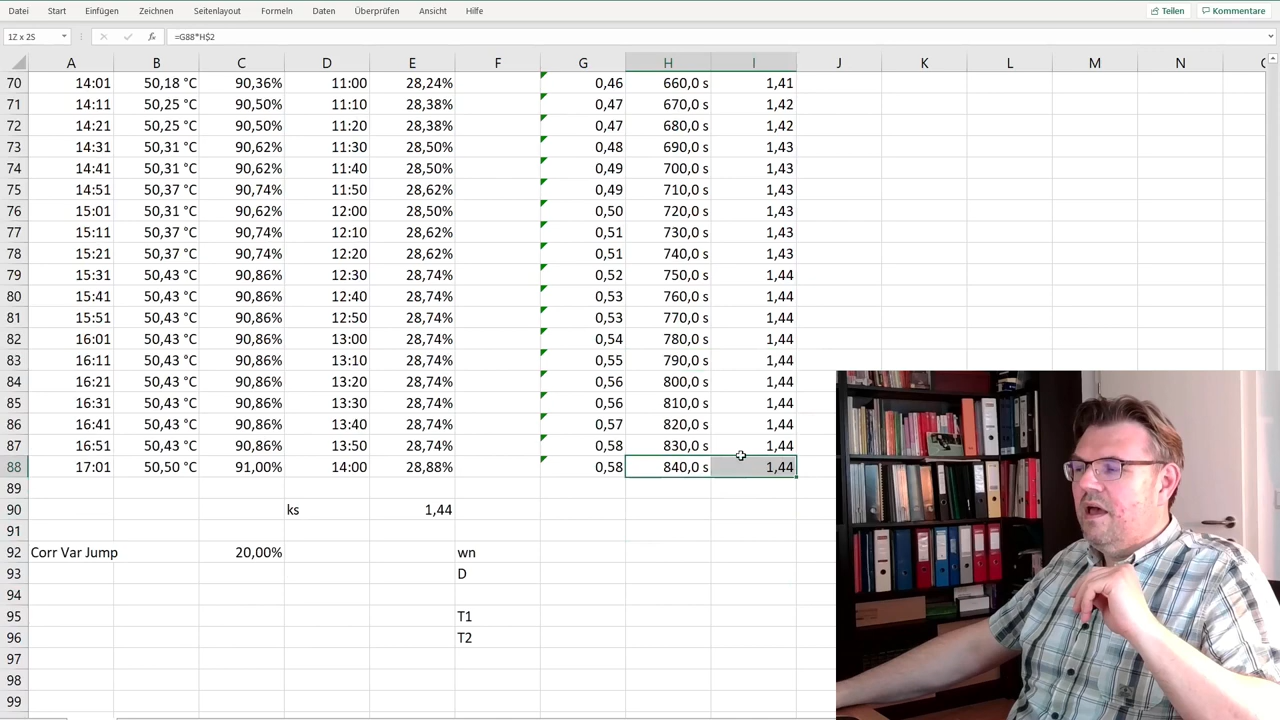 Datei Start Einfügen Zeichnen Seitenlayout Formeln Daten Überprüfen Ansicht Hilfe Teilen Kommentare
1Z x 2S fx =G88*H$2
A B C D E F G H I J K L M N
70 14:01 50,18 °C 90,36% 11:00 28,24% 0,46 660,0 s 1,41
71 14:11 50,25 °C 90,50% 11:10 28,38% 0,47 670,0 s 1,42
72 14:21 50,25 °C 90,50% 11:20 28,38% 0,47 680,0 s 1,42
73 14:31 50,31 °C 90,62% 11:30 28,50% 0,48 690,0 s 1,43
74 14:41 50,31 °C 90,62% 11:40 28,50% 0,49 700,0 s 1,43
75 14:51 50,37 °C 90,74% 11:50 28,62% 0,49 710,0 s 1,43
76 15:01 50,31 °C 90,62% 12:00 28,50% 0,50 720,0 s 1,43
77 15:11 50,37 °C 90,74% 12:10 28,62% 0,51 730,0 s 1,43
78 15:21 50,37 °C 90,74% 12:20 28,62% 0,51 740,0 s 1,43
79 15:31 50,43 °C 90,86% 12:30 28,74% 0,52 750,0 s 1,44
80 15:41 50,43 °C 90,86% 12:40 28,74% 0,53 760,0 s 1,44
81 15:51 50,43 °C 90,86% 12:50 28,74% 0,53 770,0 s 1,44
82 16:01 50,43 °C 90,86% 13:00 28,74% 0,54 780,0 s 1,44
83 16:11 50,43 °C 90,86% 13:10 28,74% 0,55 790,0 s 1,44
84 16:21 50,43 °C 90,86% 13:20 28,74% 0,56 800,0 s 1,44
85 16:31 50,43 °C 90,86% 13:30 28,74% 0,56 810,0 s 1,44
86 16:41 50,43 °C 90,86% 13:40 28,74% 0,57 820,0 s 1,44
87 16:51 50,43 °C 90,86% 13:50 28,74% 0,58 830,0 s 1,44
88 17:01 50,50 °C 91,00% 14:00 28,88% 0,58 840,0 s 1,44
89
90 ks 1,44
91
92 Corr Var Jump 20,00% wn
93 D
94
95 T1
96 T2
97
98
99